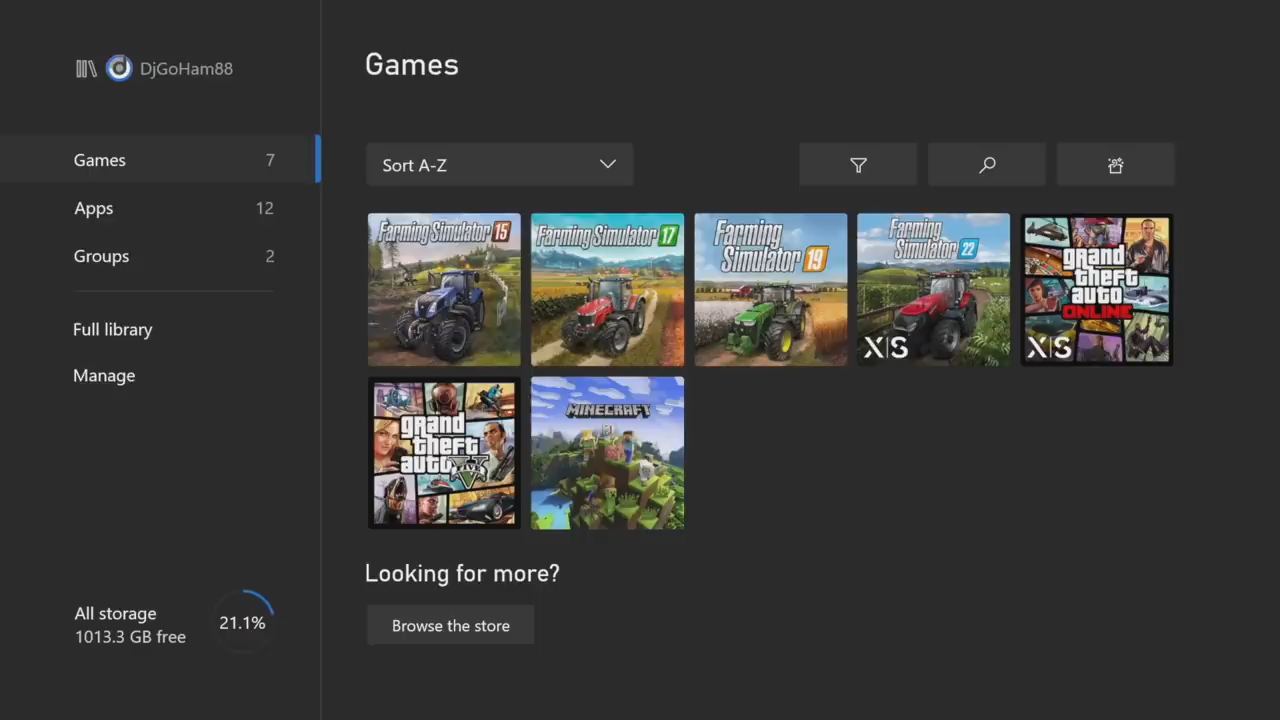 DjGoHam88
Games
Games 7
Apps 12
Groups 2
Full library
Manage
Sort A-Z
Farming Simulator 15
Farming Simulator 17
Farming
Simulator 19
Farming
Simulator 22
X|S
grand
theft
auto
ONLINE
X|S
grand
theft
auto
V
FIVE
MINECRAFT
Looking for more?
Browse the store
All storage
1013.3 GB free
21.1%